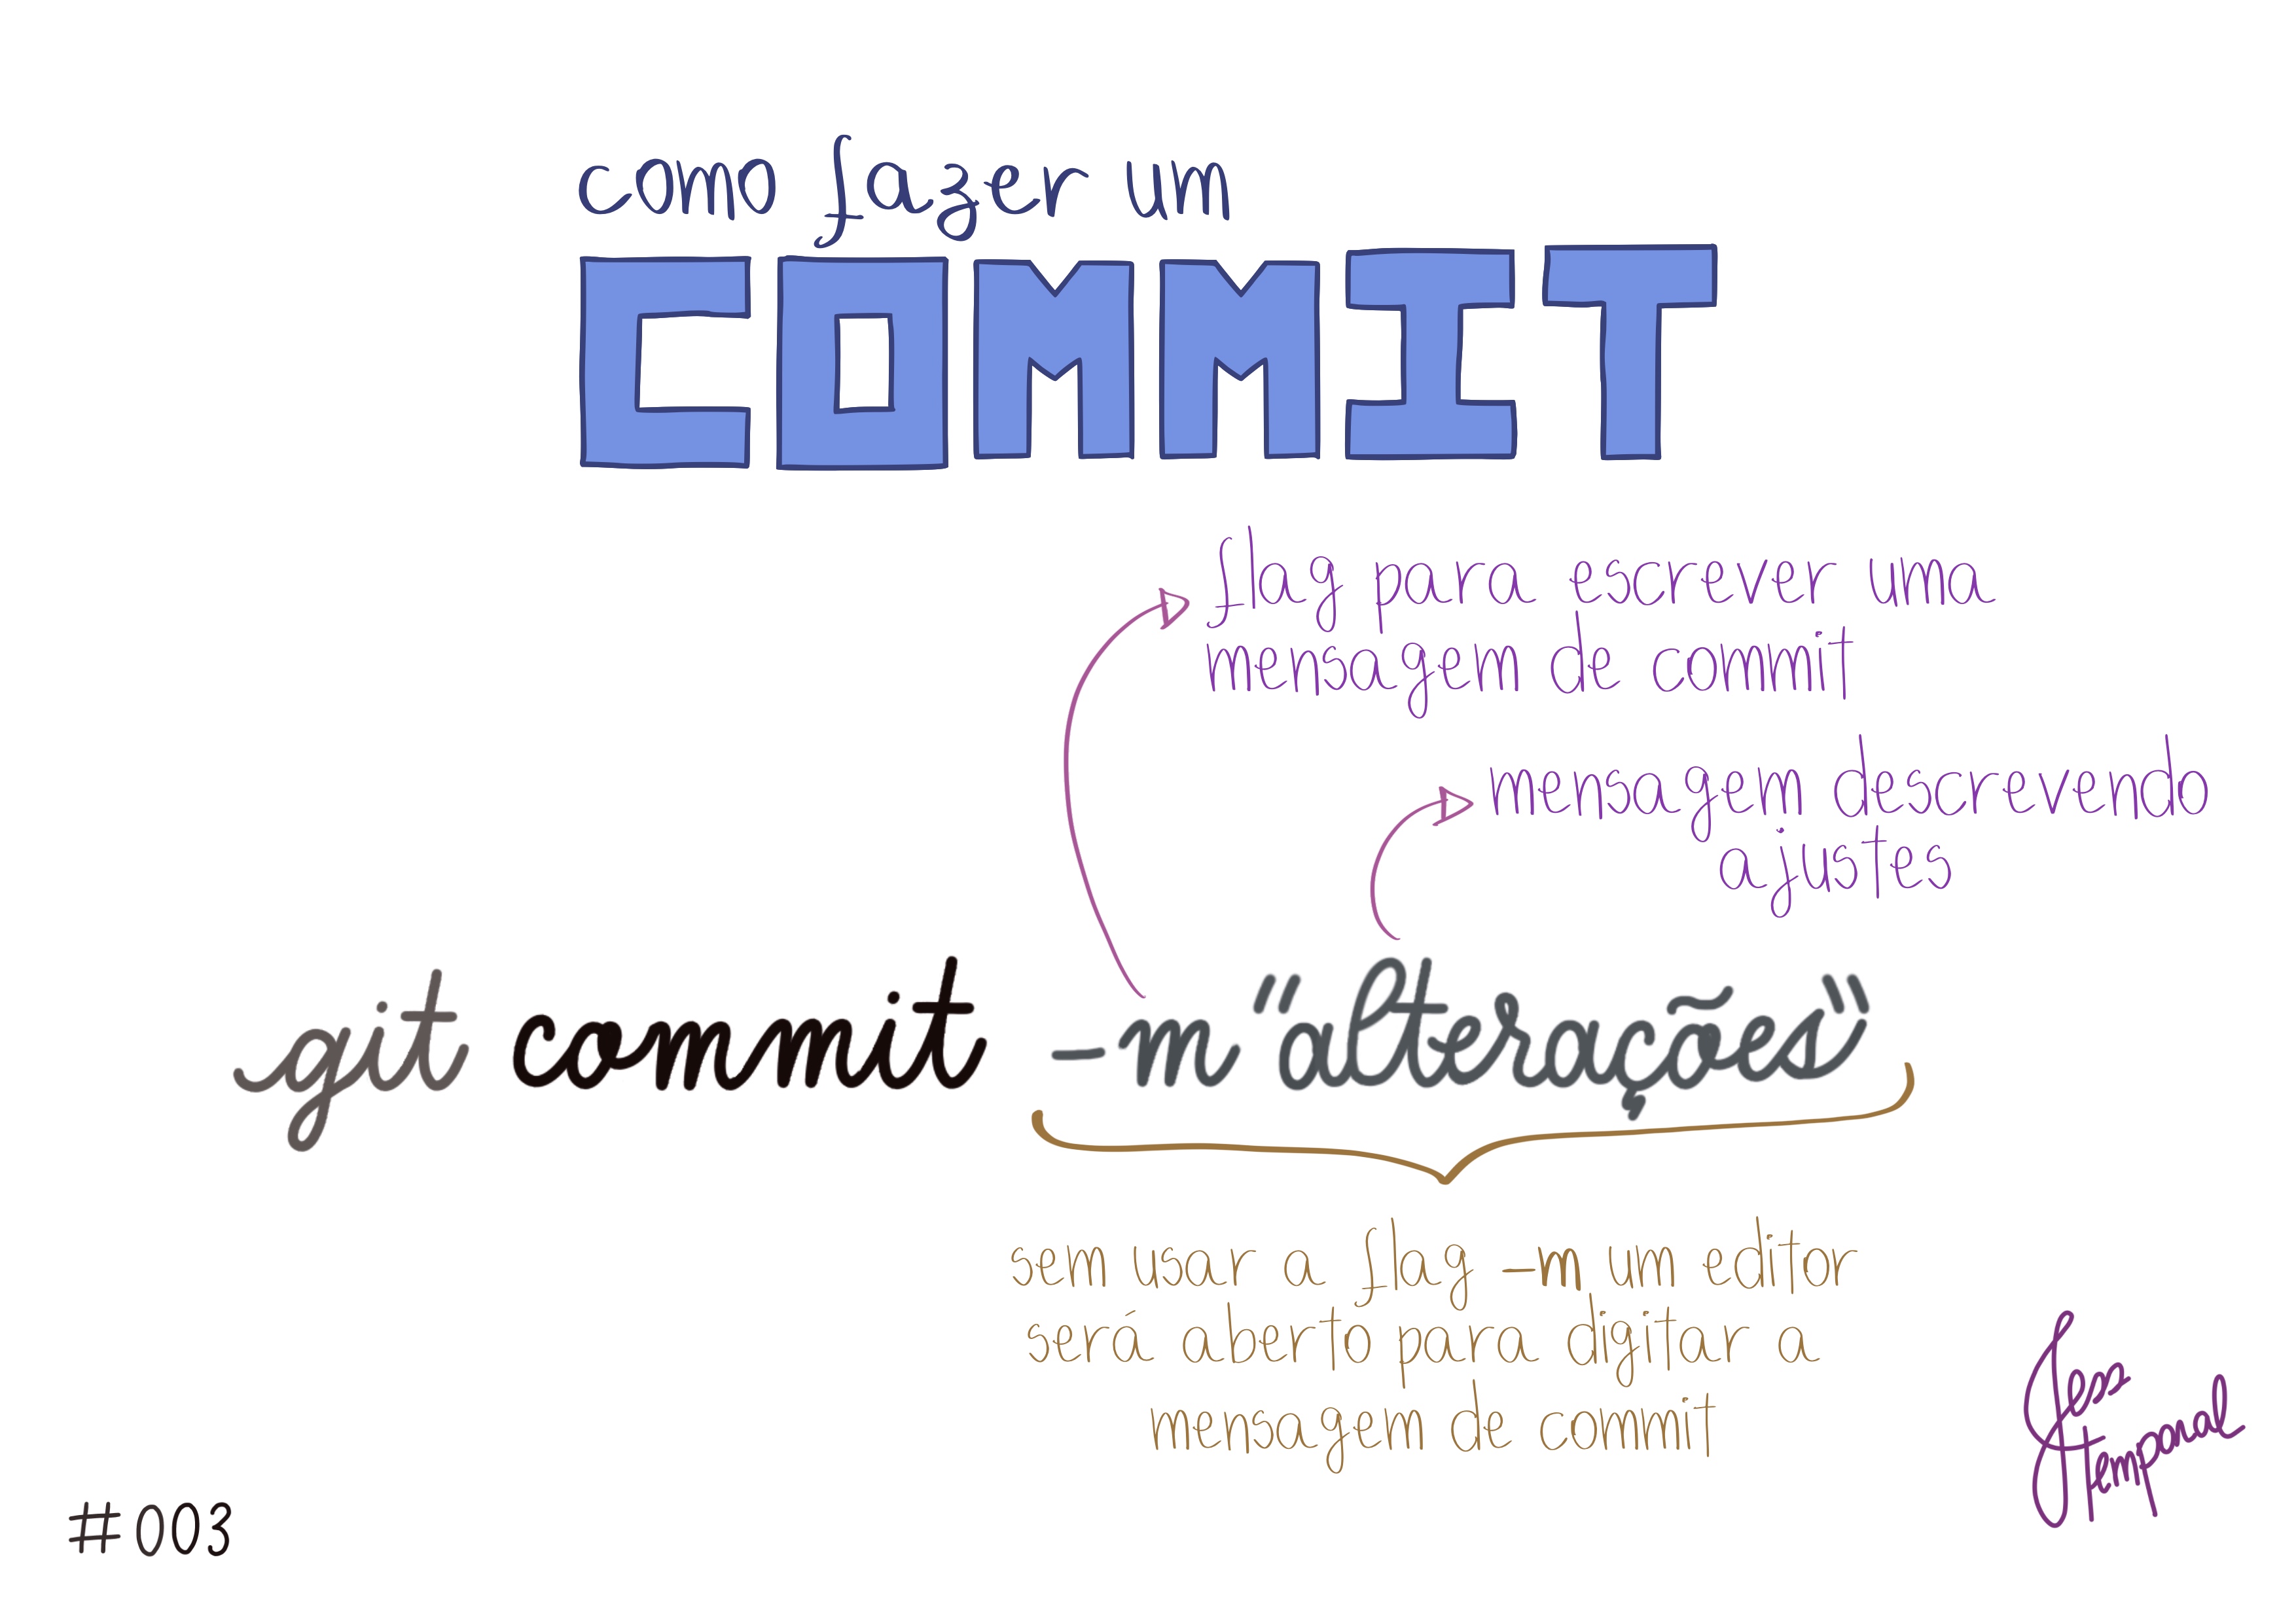 como fazer um
COMMIT
flag para escrever uma
mensagem de commit
mensagem descrevendo
ajustes
git commit -m "alterações"
sem usar a flag -m um editor
será aberto para digitar a
mensagem de commit
Jess
Temporal
#003